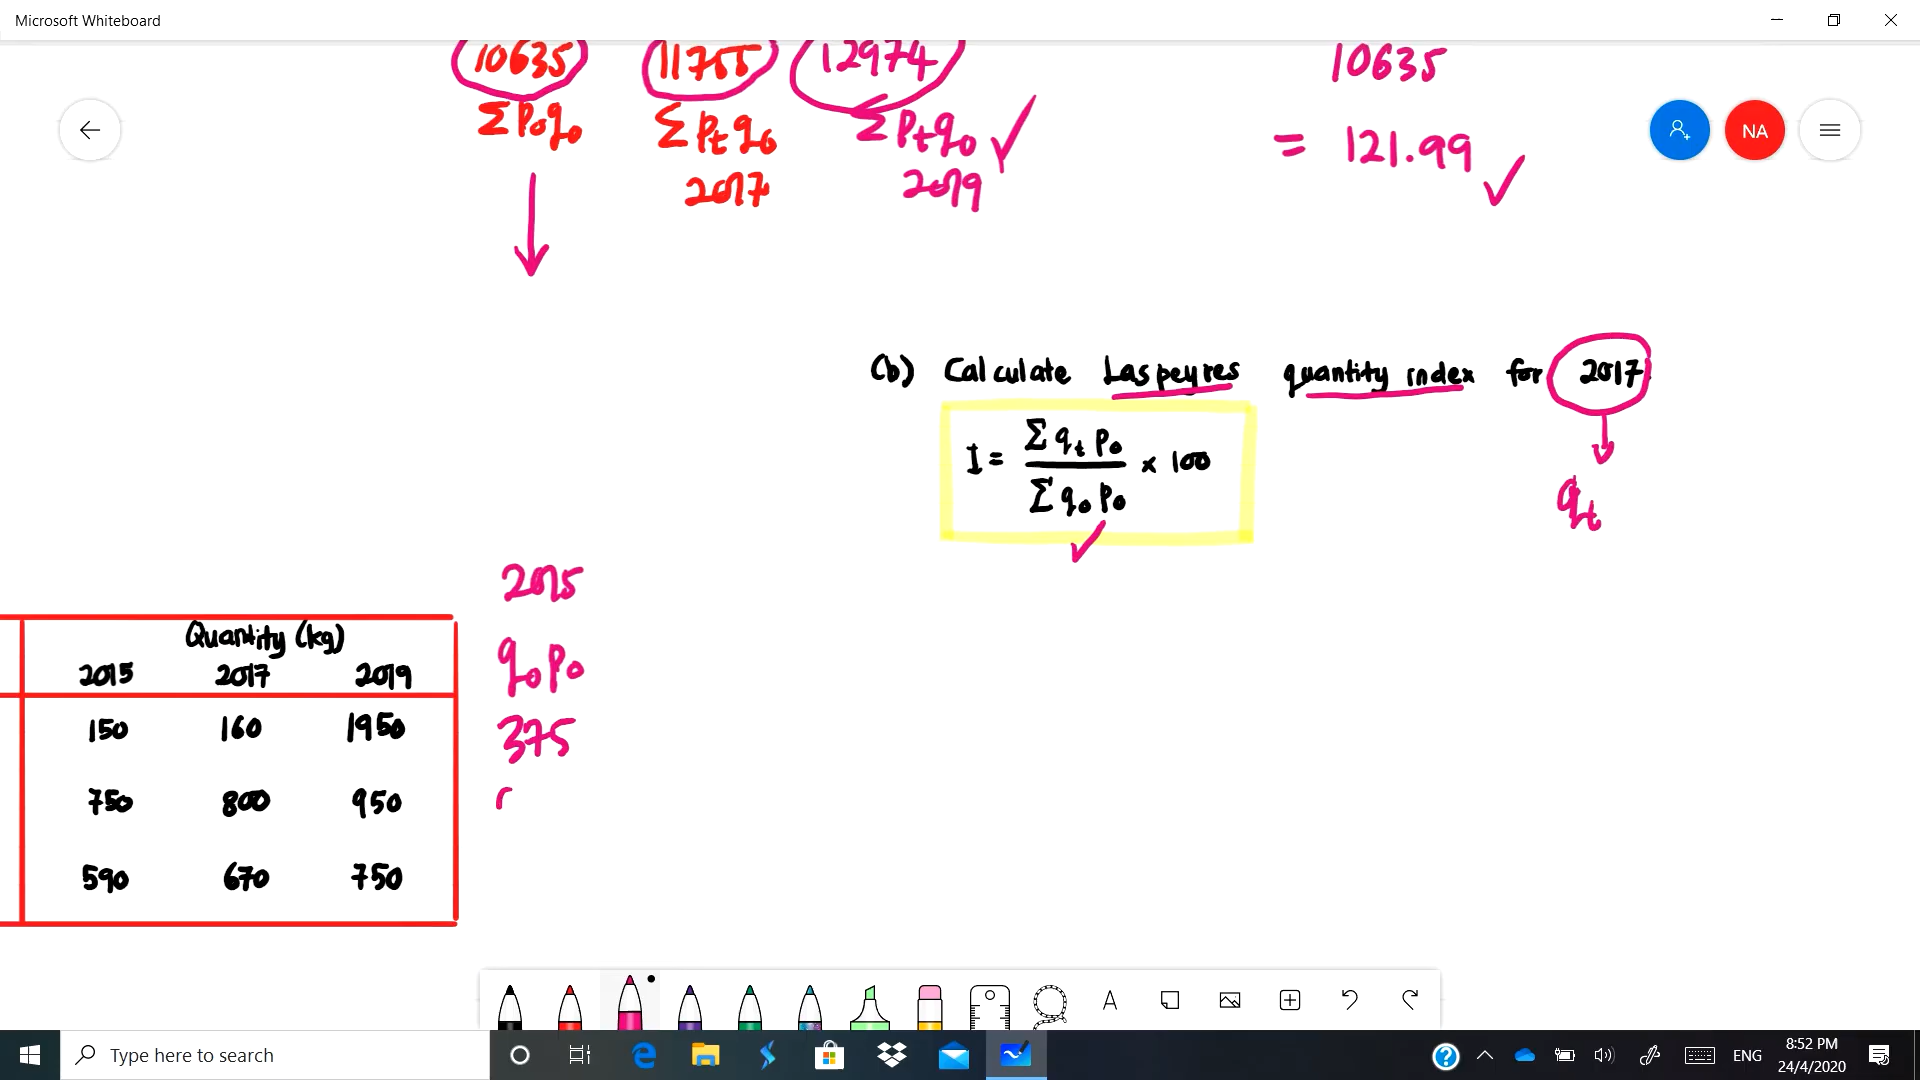 Microsoft Whiteboard
10635 11755 12974
Σp₀q₀ Σpₜq₀ Σpₜq₀
2017 2019
10635
= 121.99
NA
(b) Calculate Laspeyres quantity index for 2017
I = Σqₜp₀ / Σq₀p₀ × 100
qₜ
2015
q₀p₀
375
Quantity (kg)
2015 2017 2019
150 160 1950
750 800 950
590 670 750
Type here to search
ENG
8:52 PM
24/4/2020